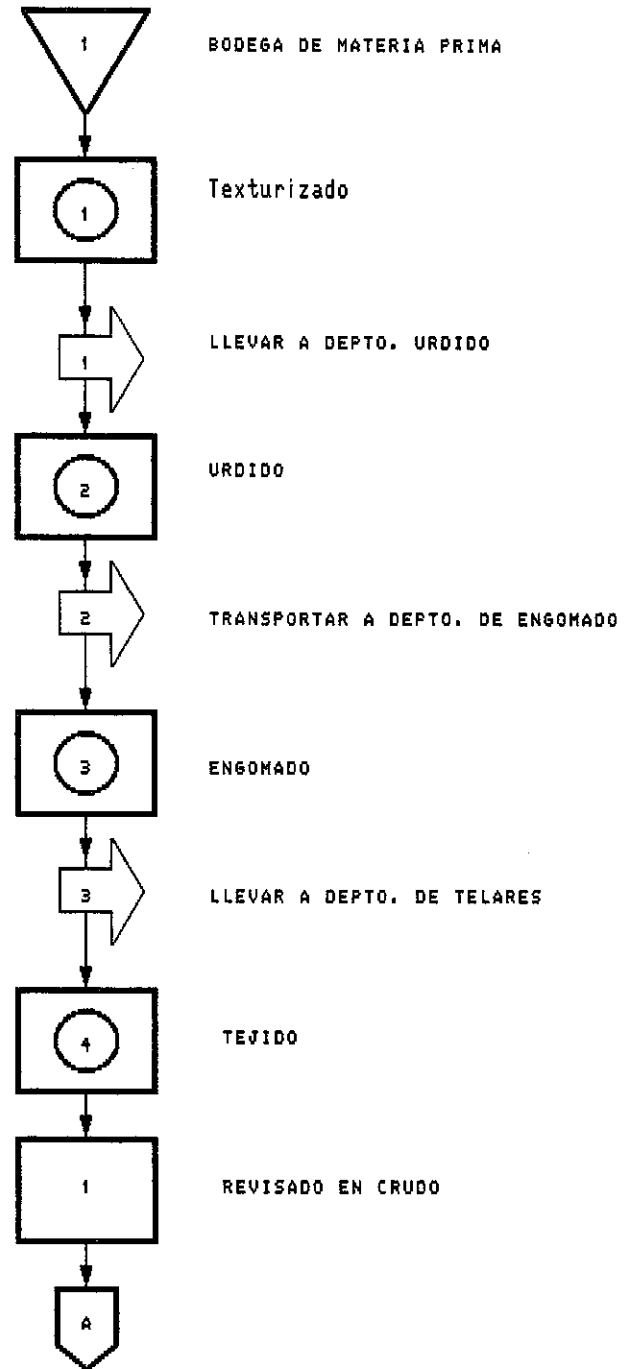 1 BODEGA DE MATERIA PRIMA
1 Texturizado
1 LLEVAR A DEPTO. URDIDO
2 URDIDO
2 TRANSPORTAR A DEPTO. DE ENGOMADO
3 ENGOMADO
3 LLEVAR A DEPTO. DE TELARES
4 TEJIDO
1 REVISADO EN CRUDO
A